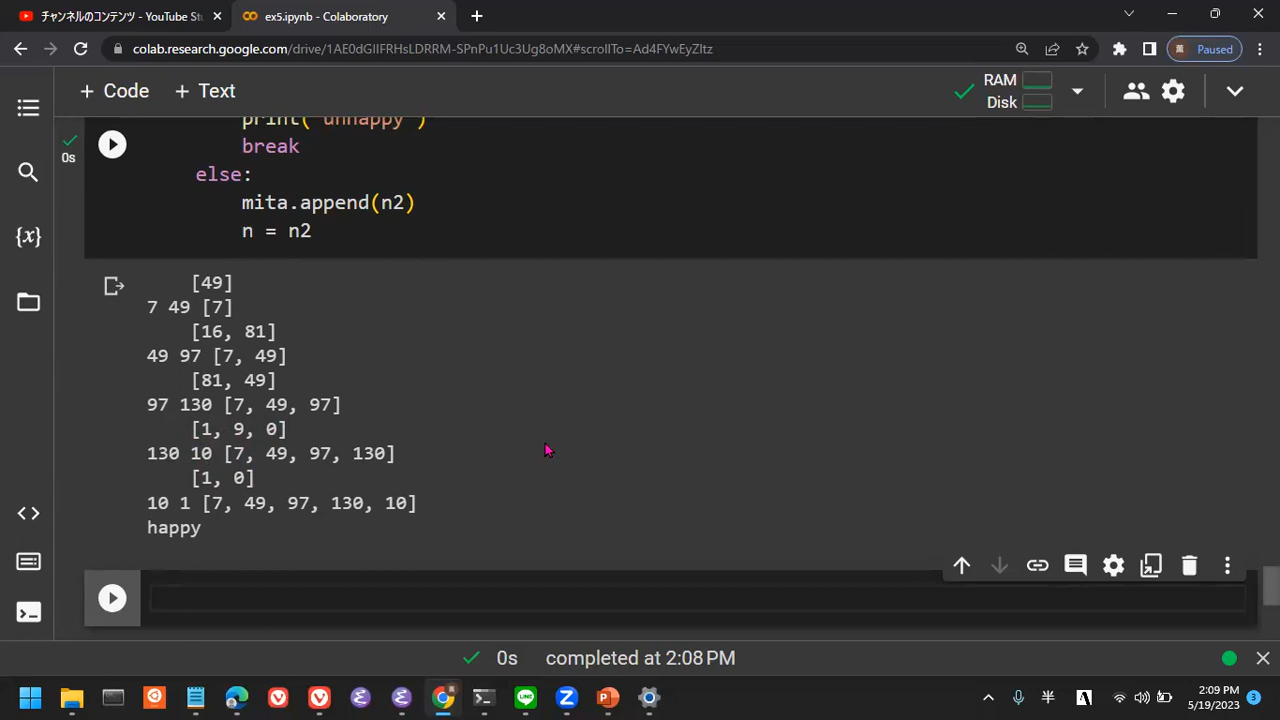 チャンネルのコンテンツ - YouTube Stu
ex5.ipynb - Colaboratory
colab.research.google.com/drive/1AE0dGIIFRHsLDRRM-SPnPu1Uc3Ug8oMX#scrollTo=Ad4FYwEyZItz
Paused
+ Code + Text
RAM
Disk
0s
print("unhappy")
break
else:
mita.append(n2)
n = n2
[49]
7 49 [7]
[16, 81]
49 97 [7, 49]
[81, 49]
97 130 [7, 49, 97]
[1, 9, 0]
130 10 [7, 49, 97, 130]
[1, 0]
10 1 [7, 49, 97, 130, 10]
happy
{x}
0s completed at 2:08 PM
半 A
2:09 PM
5/19/2023
3